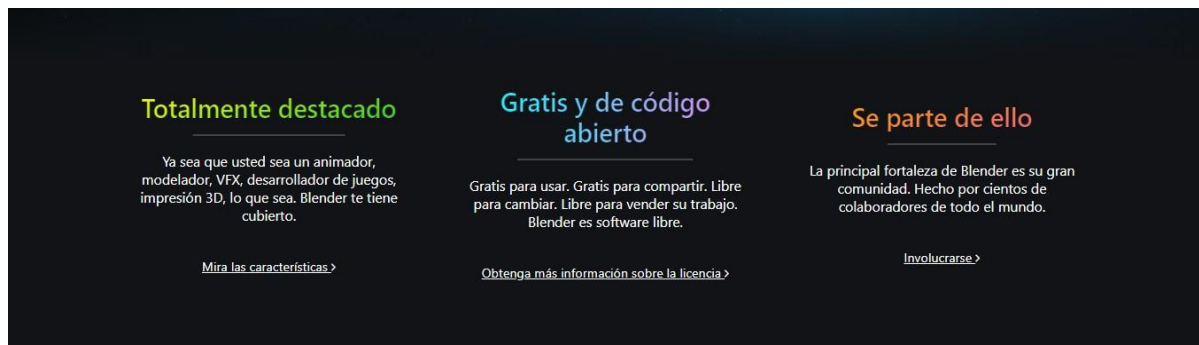 Totalmente destacado
Ya sea que usted sea un animador,
modelador, VFX, desarrollador de juegos,
impresión 3D, lo que sea. Blender te tiene
cubierto.
Mira las características >
Gratis y de código
abierto
Gratis para usar. Gratis para compartir. Libre
para cambiar. Libre para vender su trabajo.
Blender es software libre.
Obtenga más información sobre la licencia >
Se parte de ello
La principal fortaleza de Blender es su gran
comunidad. Hecho por cientos de
colaboradores de todo el mundo.
Involucrarse >